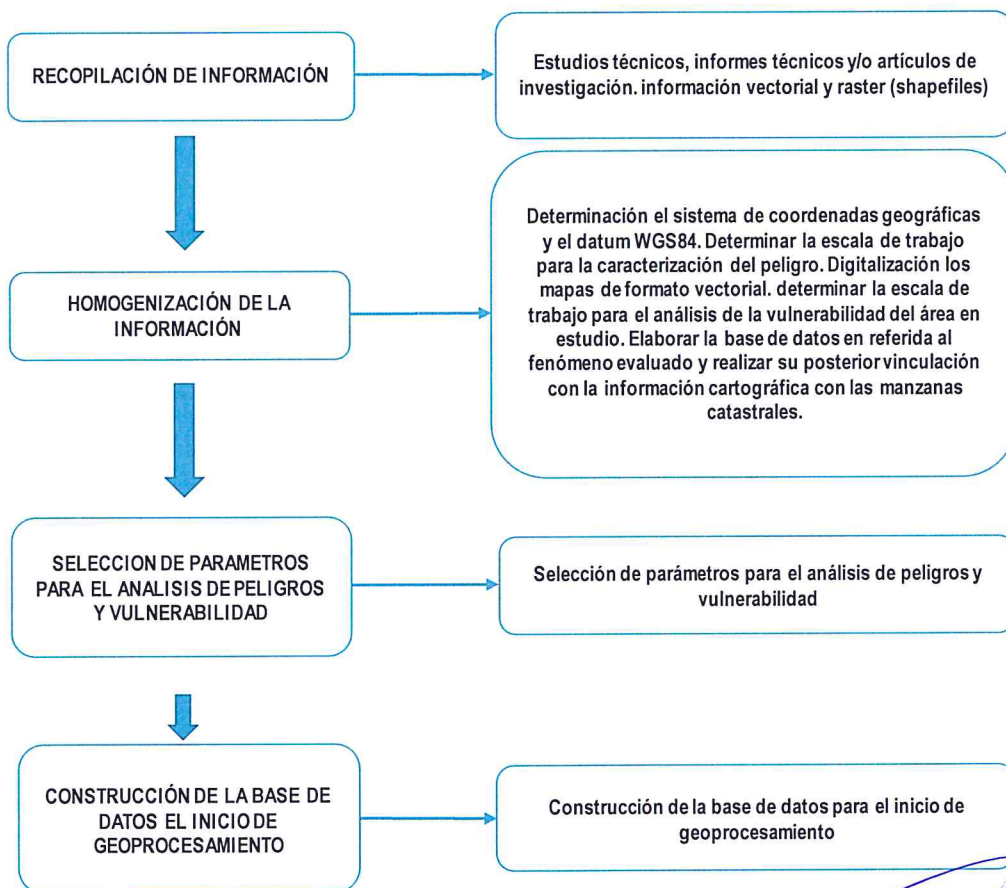 RECOPILACIÓN DE INFORMACIÓN
Estudios técnicos, informes técnicos y/o artículos de
investigación. información vectorial y raster (shapefiles)
HOMOGENIZACIÓN DE LA
INFORMACIÓN
Determinación el sistema de coordenadas geográficas
y el datum WGS84. Determinar la escala de trabajo
para la caracterización del peligro. Digitalización los
mapas de formato vectorial. determinar la escala de
trabajo para el análisis de la vulnerabilidad del área en
estudio. Elaborar la base de datos en referida al
fenómeno evaluado y realizar su posterior vinculación
con la información cartográfica con las manzanas
catastrales.
SELECCION DE PARAMETROS
PARA EL ANALISIS DE PELIGROS
Y VULNERABILIDAD
Selección de parámetros para el análisis de peligros y
vulnerabilidad
CONSTRUCCIÓN DE LA BASE DE
DATOS EL INICIO DE
GEOPROCESAMIENTO
Construcción de la base de datos para el inicio de
geoprocesamiento